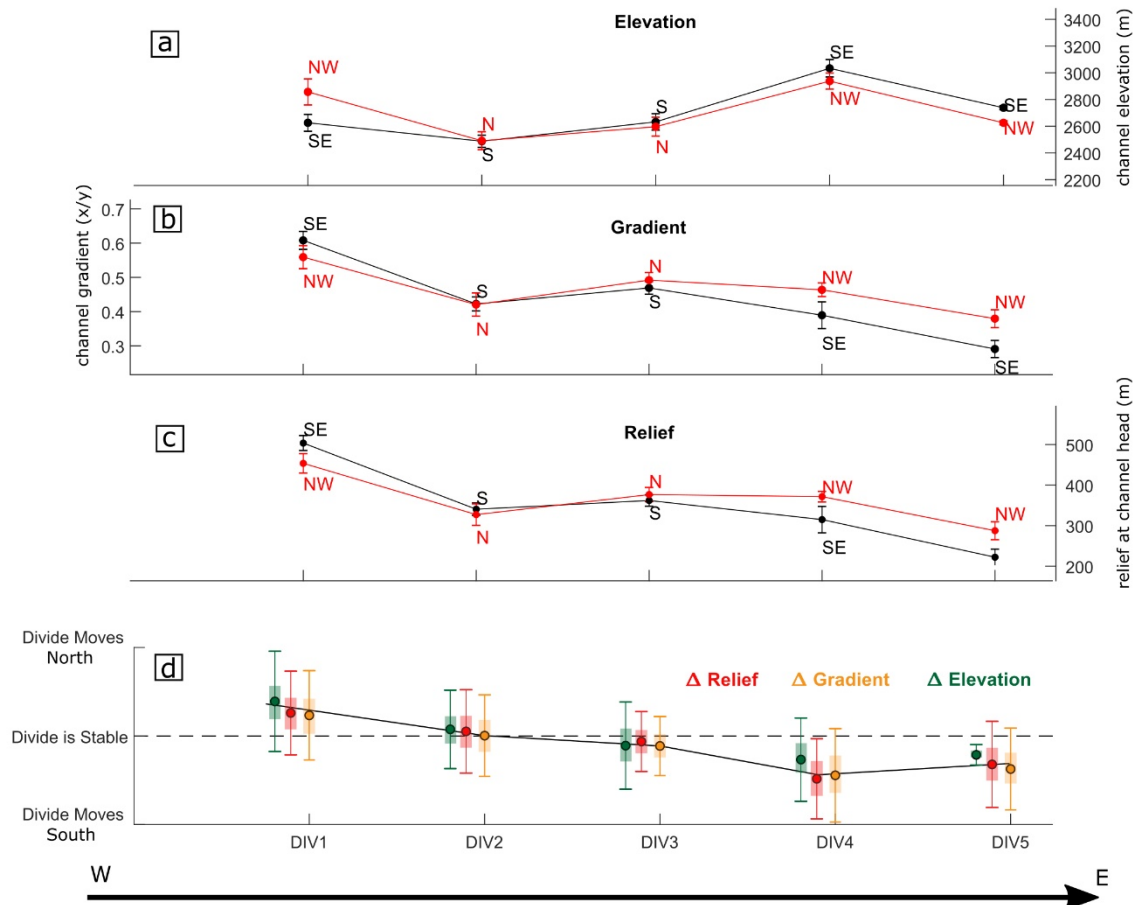 a
Elevation
3400
3200
3000
2800
2600
2400
2200
channel elevation (m)
NW
SE
N
S
S
N
SE
NW
SE
NW
b
Gradient
channel gradient (x/y)
0.7
0.6
0.5
0.4
0.3
SE
NW
S
N
N
S
NW
SE
NW
SE
c
Relief
500
400
300
200
relief at channel head (m)
SE
NW
S
N
N
S
NW
SE
NW
d
Divide Moves
North
Divide is Stable
Divide Moves
South
Δ Relief
Δ Gradient
Δ Elevation
DIV1
DIV2
DIV3
DIV4
DIV5
W
E